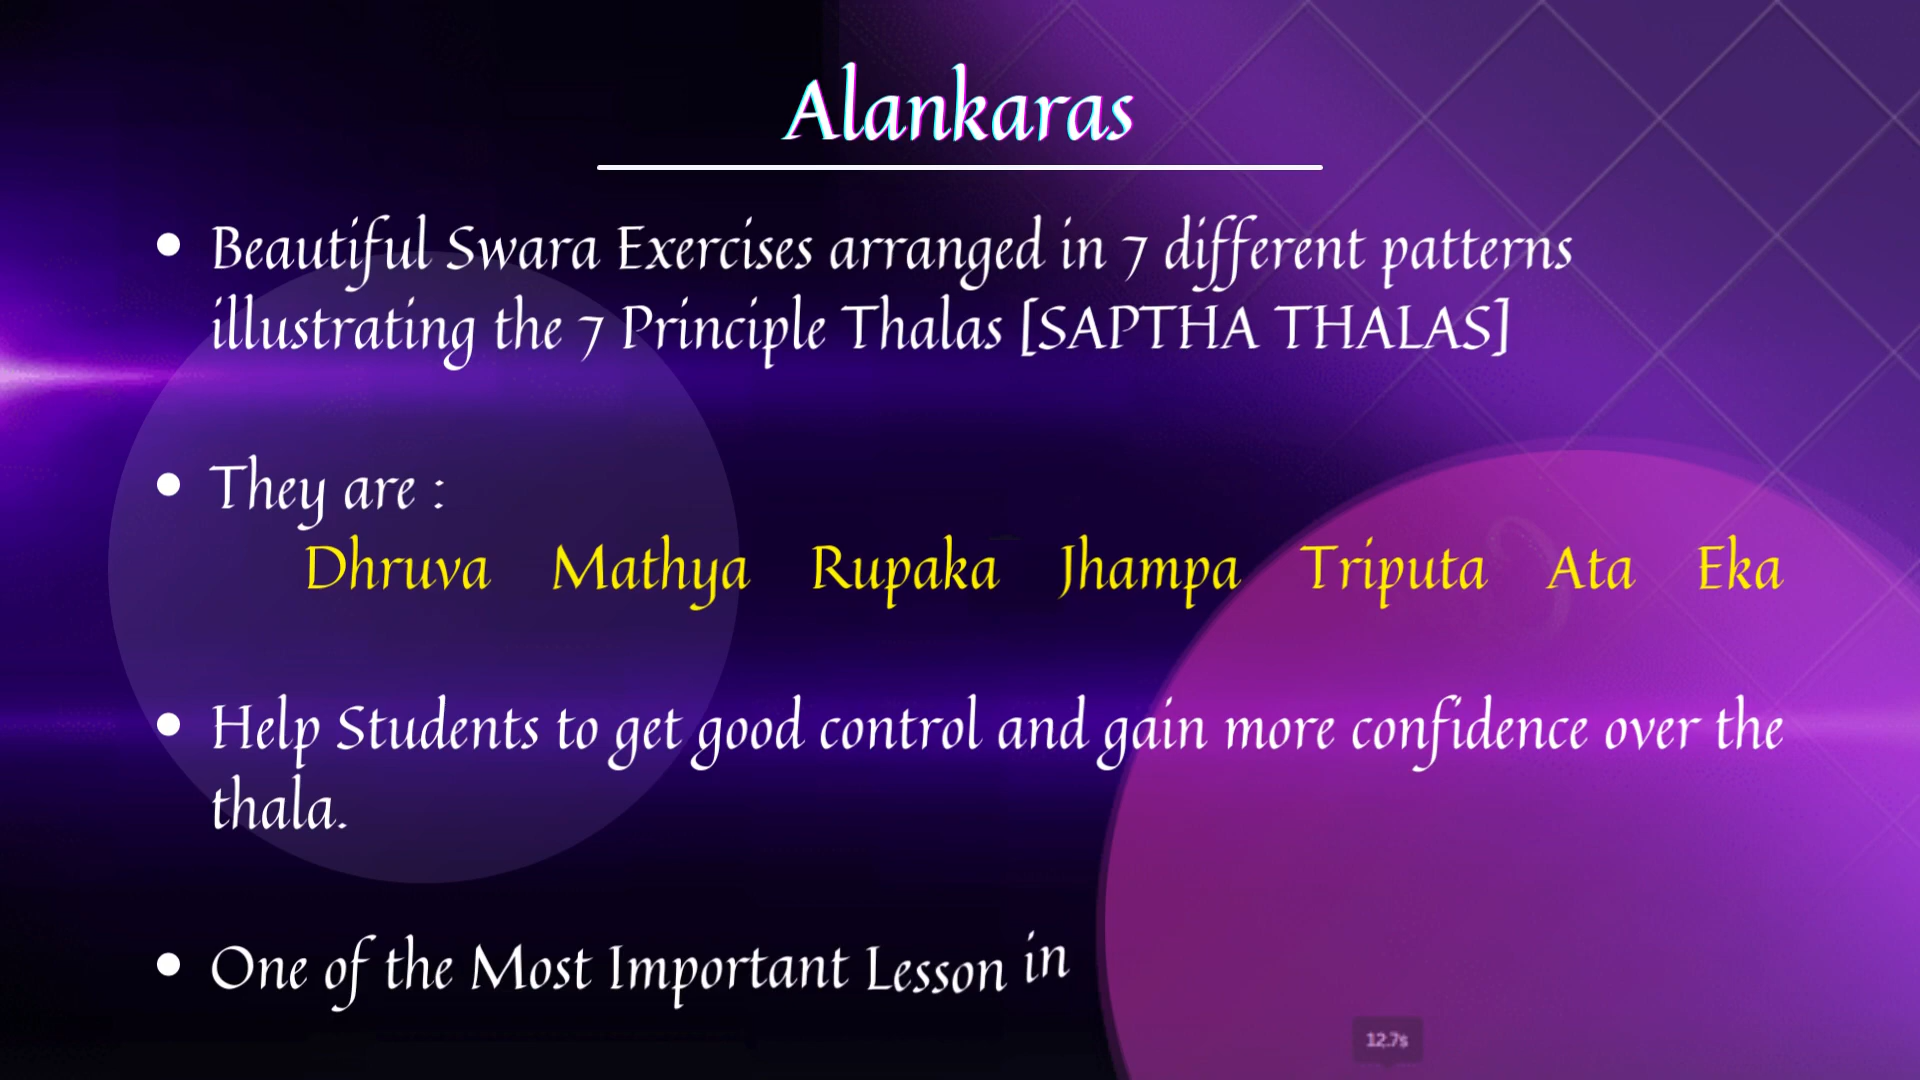 Alankaras
• Beautiful Swara Exercises arranged in 7 different patterns
illustrating the 7 Principle Thalas [SAPTHA THALAS]
• They are :
Dhruva Mathya Rupaka Jhampa Triputa Ata Eka
• Help Students to get good control and gain more confidence over the
thala.
• One of the Most Important Lesson in
12.7s